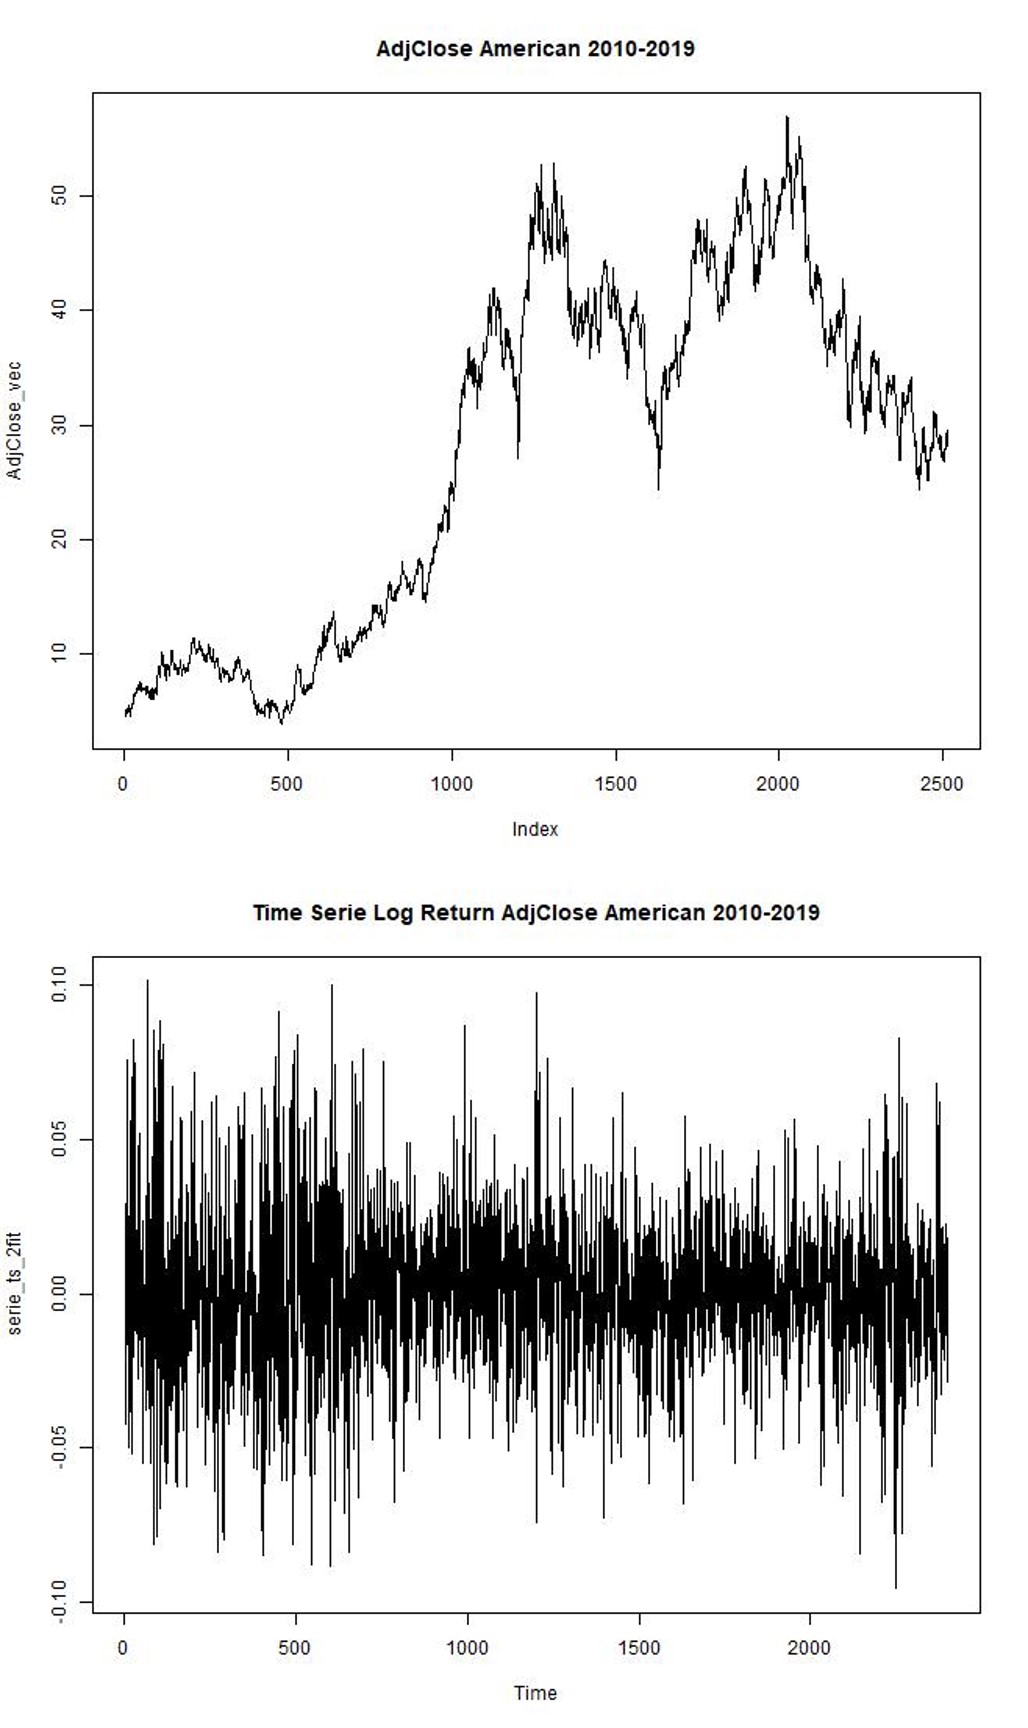 AdjClose American 2010-2019
AdjClose_vec
50
40
30
20
10
0 500 1000 1500 2000 2500
Index
Time Serie Log Return AdjClose American 2010-2019
serie_ts_2fit
0.10
0.05
0.00
-0.05
-0.10
0 500 1000 1500 2000
Time